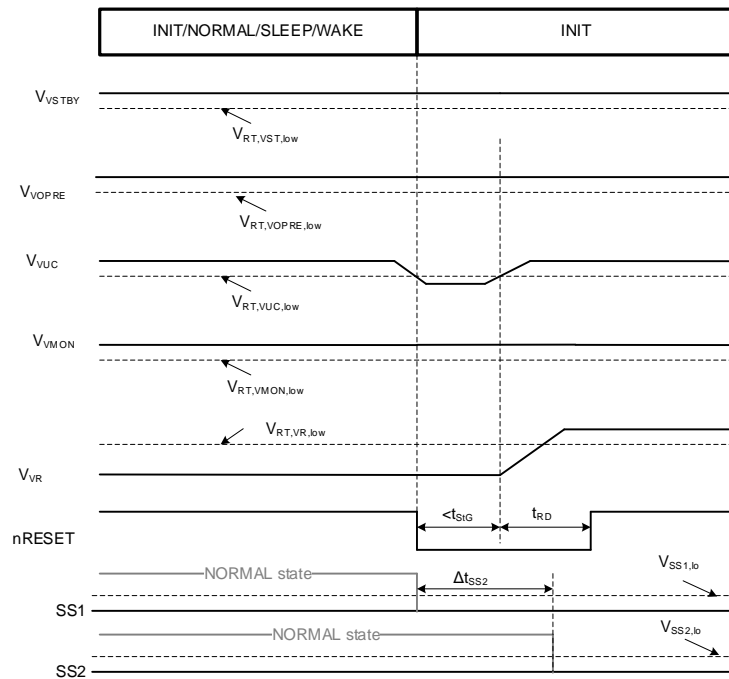 INIT/NORMAL/SLEEP/WAKE INIT
VVSTBY
VRT,VST,low
VVOPRE
VRT,VOPRE,low
VVUC
VRT,VUC,low
VVMON
VRT,VMON,low
VRT,VR,low
VVR
<tStG tRD
nRESET
NORMAL state ΔtSS2 VSS1,lo
SS1
NORMAL state VSS2,lo
SS2